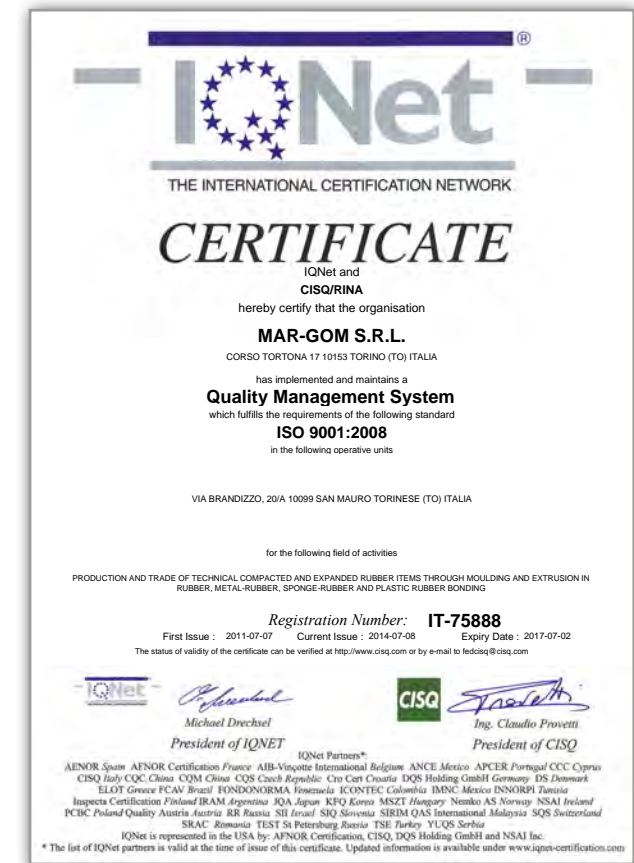 ®
IQNet
THE INTERNATIONAL CERTIFICATION NETWORK
CERTIFICATE
IQNet and
CISQ/RINA
hereby certify that the organisation
MAR-GOM S.R.L.
CORSO TORTONA 17 10153 TORINO (TO) ITALIA
has implemented and maintains a
Quality Management System
which fulfills the requirements of the following standard
ISO 9001:2008
in the following operative units
VIA BRANDIZZO, 20/A 10099 SAN MAURO TORINESE (TO) ITALIA
for the following field of activities
PRODUCTION AND TRADE OF TECHNICAL COMPACTED AND EXPANDED RUBBER ITEMS THROUGH MOULDING AND EXTRUSION IN
RUBBER, METAL-RUBBER, SPONGE-RUBBER AND PLASTIC RUBBER BONDING
Registration Number: IT-75888
First Issue : 2011-07-07 Current Issue : 2014-07-08 Expiry Date : 2017-07-02
The status of validity of the certificate can be verified at http://www.cisq.com or by e-mail to fedcisq@cisq.com
IQNet CISQ
Michael Drechsel Ing. Claudio Provetti
President of IQNET President of CISQ
IQNet Partners*:
AENOR Spain AFNOR Certification France AIB-Vinçotte International Belgium ANCE Mexico APCER Portugal CCC Cyprus
CISQ Italy CQC China CQM China CQS Czech Republic Cro Cert Croatia DQS Holding GmbH Germany DS Denmark
ELOT Greece FCAV Brazil FONDONORMA Venezuela ICONTEC Colombia IMNC Mexico INNORPI Tunisia
Inspecta Certification Finland IRAM Argentina JQA Japan KFQ Korea MSZT Hungary Nemko AS Norway NSAI Ireland
PCBC Poland Quality Austria Austria RR Russia SII Israel SIQ Slovenia SIRIM QAS International Malaysia SQS Switzerland
SRAC Romania TEST St Petersburg Russia TSE Turkey YUQS Serbia
IQNet is represented in the USA by: AFNOR Certification, CISQ, DQS Holding GmbH and NSAI Inc.
* The list of IQNet partners is valid at the time of issue of this certificate. Updated information is available under www.iqnet-certification.com